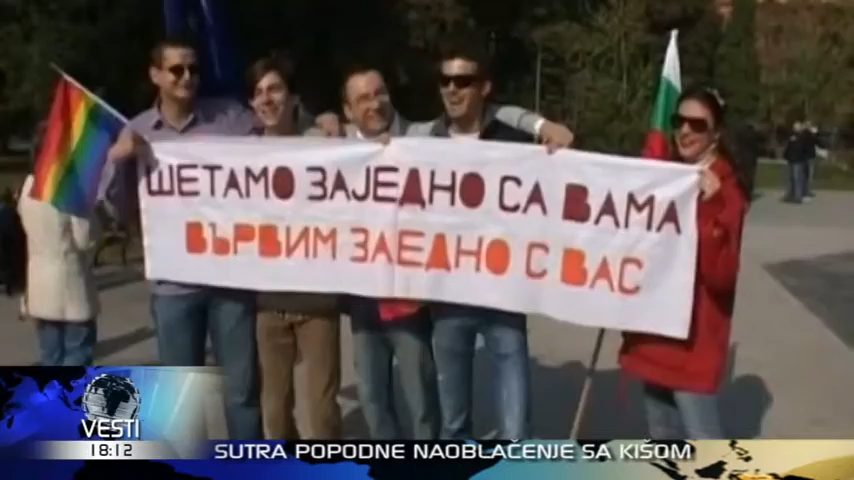 ШЕТАМО ЗАЈЕДНО СА ВАМА
ВЪРВИМ ЗАЕДНО С ВАС
VESTI
18:12
SUTRA POPODNE NAOBLAČENJE SA KIŠOM